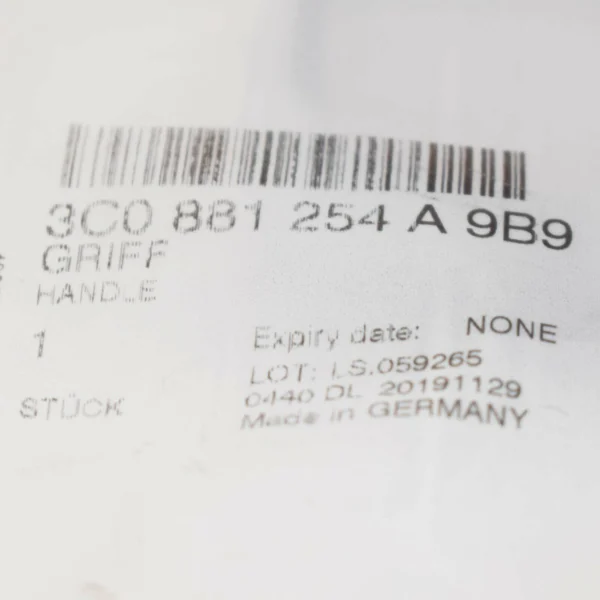 3C0 881 254 A 9B9
GRIFF
HANDLE
1
Expiry date: NONE
LOT: LS.059265
0440 DL 20191129
STÜCK
Made in GERMANY